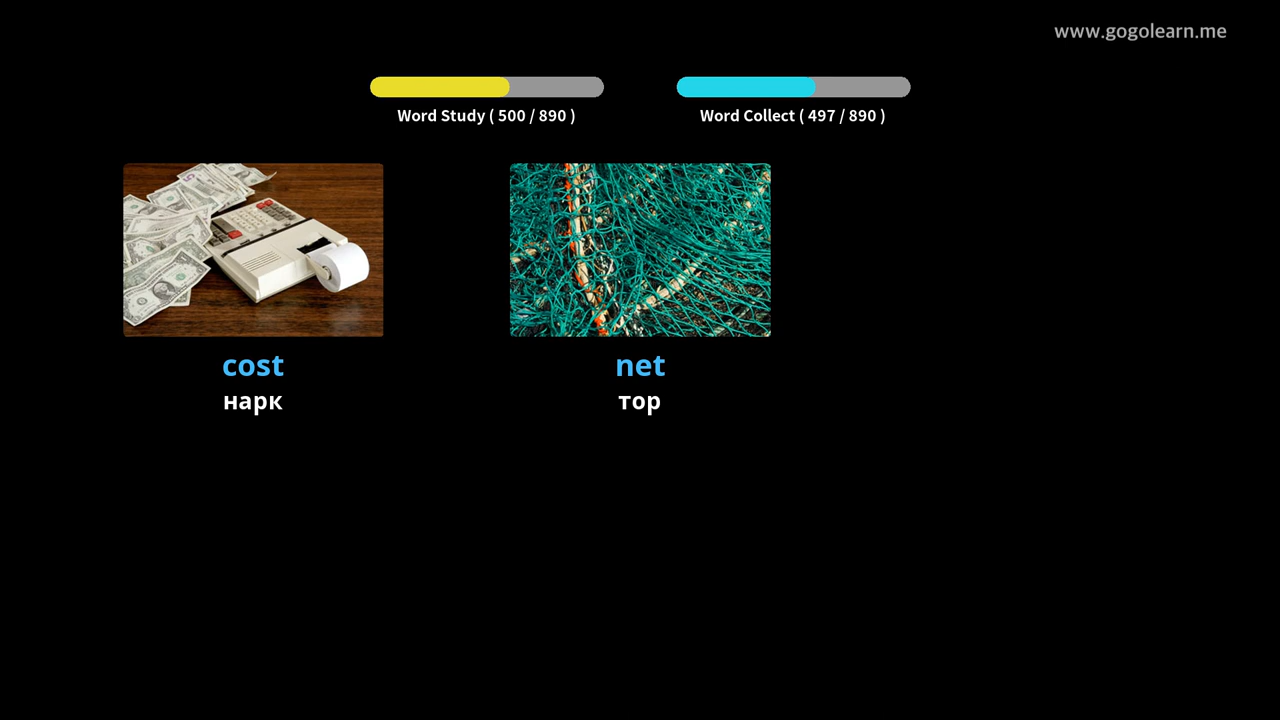 www.gogolearn.me
Word Study ( 500 / 890 )
Word Collect ( 497 / 890 )
cost
нарк
net
тор